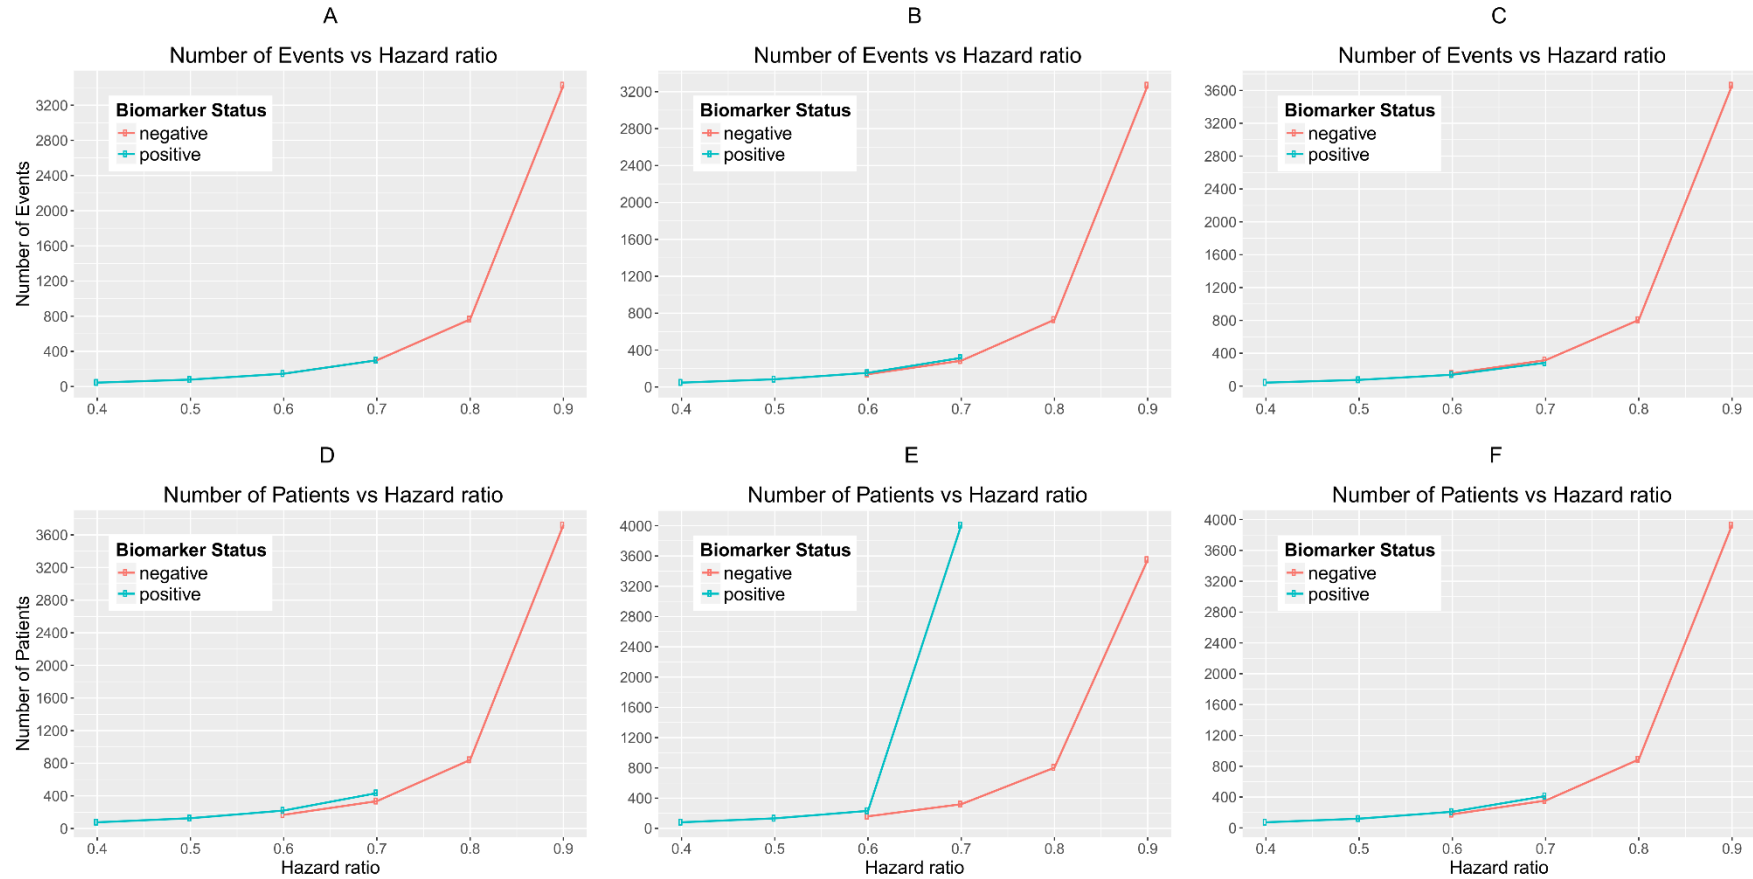 A
Number of Events vs Hazard ratio
Number of Events
3200
2800
2400
2000
1600
1200
800
400
0
Biomarker Status
negative
positive
0.4 0.5 0.6 0.7 0.8 0.9
B
Number of Events vs Hazard ratio
3200
2800
2400
2000
1600
1200
800
400
0
Biomarker Status
negative
positive
0.4 0.5 0.6 0.7 0.8 0.9
C
Number of Events vs Hazard ratio
3600
3200
2800
2400
2000
1600
1200
800
400
0
Biomarker Status
negative
positive
0.4 0.5 0.6 0.7 0.8 0.9
D
Number of Patients vs Hazard ratio
Number of Patients
3600
3200
2800
2400
2000
1600
1200
800
400
0
Biomarker Status
negative
positive
0.4 0.5 0.6 0.7 0.8 0.9
Hazard ratio
E
Number of Patients vs Hazard ratio
4000
3600
3200
2800
2400
2000
1600
1200
800
400
0
Biomarker Status
negative
positive
0.4 0.5 0.6 0.7 0.8 0.9
Hazard ratio
F
Number of Patients vs Hazard ratio
4000
3600
3200
2800
2400
2000
1600
1200
800
400
0
Biomarker Status
negative
positive
0.4 0.5 0.6 0.7 0.8 0.9
Hazard ratio